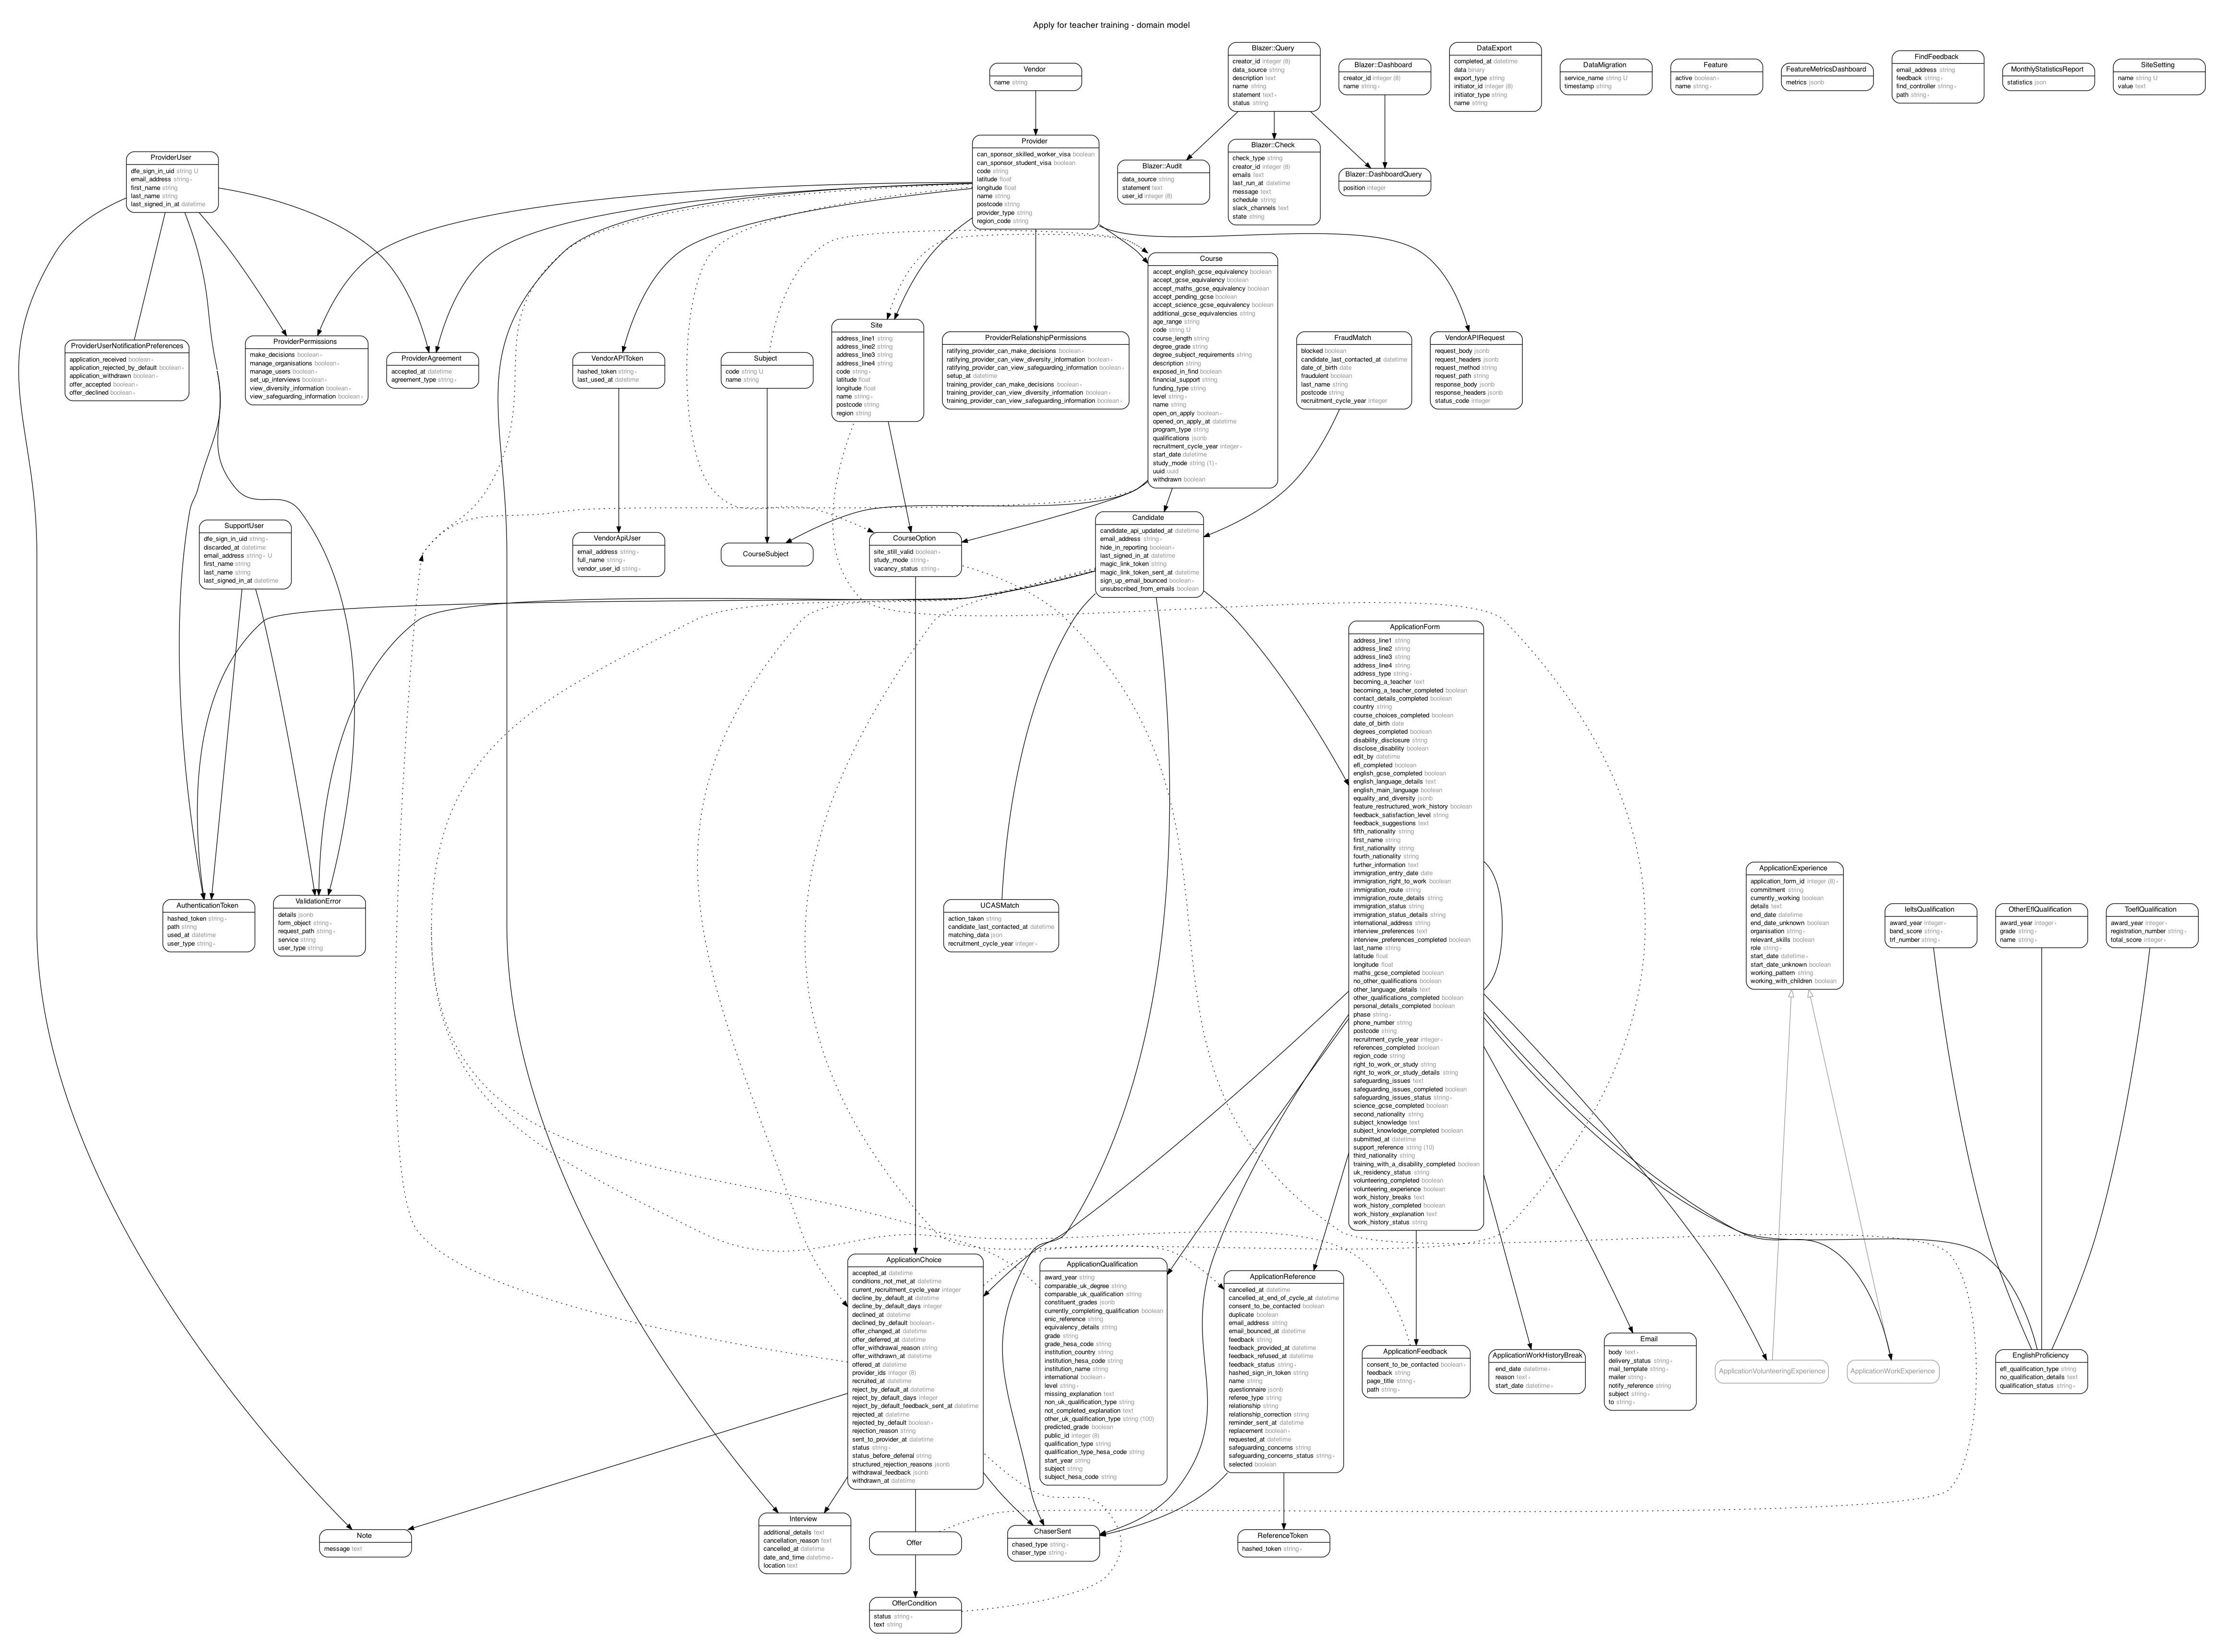 Apply for teacher training - domain model
Vendor
name string
Blazer::Query
creator_id integer (8)
data_source string
description text
name string
statement text ∗
status string
Blazer::Dashboard
creator_id integer (8)
name string ∗
DataExport
completed_at datetime
data binary
export_type string
initiator_id integer (8)
initiator_type string
name string
DataMigration
service_name string U
timestamp string
Feature
active boolean ∗
name string ∗
FeatureMetricsDashboard
metrics jsonb
FindFeedback
email_address string
feedback string ∗
find_controller string ∗
path string ∗
MonthlyStatisticsReport
statistics json
SiteSetting
name string U
value text
ProviderUser
dfe_sign_in_uid string U
email_address string ∗
first_name string
last_name string
last_signed_in_at datetime
Provider
can_sponsor_skilled_worker_visa boolean
can_sponsor_student_visa boolean
code string
latitude float
longitude float
name string
postcode string
provider_type string
region_code string
Blazer::Audit
data_source string
statement text
user_id integer (8)
Blazer::Check
check_type string
creator_id integer (8)
emails text
last_run_at datetime
message text
schedule string
slack_channels text
state string
Blazer::DashboardQuery
position integer
Course
accept_english_gcse_equivalency boolean
accept_gcse_equivalency boolean
accept_maths_gcse_equivalency boolean
accept_pending_gcse boolean
accept_science_gcse_equivalency boolean
additional_gcse_equivalencies string
age_range string
code string U
course_length string
degree_grade string
degree_subject_requirements string
description string
exposed_in_find boolean
financial_support string
funding_type string
level string ∗
name string
open_on_apply boolean ∗
opened_on_apply_at datetime
program_type string
qualifications jsonb
recruitment_cycle_year integer ∗
start_date datetime
study_mode string (1) ∗
uuid uuid
withdrawn boolean
ProviderUserNotificationPreferences
application_received boolean ∗
application_rejected_by_default boolean ∗
application_withdrawn boolean ∗
offer_accepted boolean ∗
offer_declined boolean ∗
ProviderPermissions
make_decisions boolean ∗
manage_organisations boolean ∗
manage_users boolean ∗
set_up_interviews boolean ∗
view_diversity_information boolean ∗
view_safeguarding_information boolean ∗
ProviderAgreement
accepted_at datetime
agreement_type string ∗
VendorAPIToken
hashed_token string ∗
last_used_at datetime
Subject
code string U
name string
Site
address_line1 string
address_line2 string
address_line3 string
address_line4 string
code string ∗
latitude float
longitude float
name string ∗
postcode string
region string
ProviderRelationshipPermissions
ratifying_provider_can_make_decisions boolean ∗
ratifying_provider_can_view_diversity_information boolean ∗
ratifying_provider_can_view_safeguarding_information boolean ∗
setup_at datetime
training_provider_can_make_decisions boolean ∗
training_provider_can_view_diversity_information boolean ∗
training_provider_can_view_safeguarding_information boolean ∗
FraudMatch
blocked boolean
candidate_last_contacted_at datetime
date_of_birth date
fraudulent boolean
last_name string
postcode string
recruitment_cycle_year integer
VendorAPIRequest
request_body jsonb
request_headers jsonb
request_method string
request_path string
response_body jsonb
response_headers jsonb
status_code integer
SupportUser
dfe_sign_in_uid string ∗
discarded_at datetime
email_address string ∗ U
first_name string
last_name string
last_signed_in_at datetime
VendorApiUser
email_address string ∗
full_name string ∗
vendor_user_id string ∗
CourseSubject
CourseOption
site_still_valid boolean ∗
study_mode string ∗
vacancy_status string ∗
Candidate
candidate_api_updated_at datetime
email_address string ∗
hide_in_reporting boolean ∗
last_signed_in_at datetime
magic_link_token string
magic_link_token_sent_at datetime
sign_up_email_bounced boolean ∗
unsubscribed_from_emails boolean
ApplicationForm
address_line1 string
address_line2 string
address_line3 string
address_line4 string
address_type string ∗
becoming_a_teacher text
becoming_a_teacher_completed boolean
contact_details_completed boolean
country string
course_choices_completed boolean
date_of_birth date
degrees_completed boolean
disability_disclosure string
disclose_disability boolean
edit_by datetime
efl_completed boolean
english_gcse_completed boolean
english_language_details text
english_main_language boolean
equality_and_diversity jsonb
feature_restructured_work_history boolean
feedback_satisfaction_level string
feedback_suggestions text
fifth_nationality string
first_name string
first_nationality string
fourth_nationality string
further_information text
immigration_entry_date date
immigration_right_to_work boolean
immigration_route string
immigration_route_details string
immigration_status string
immigration_status_details string
international_address string
interview_preferences text
interview_preferences_completed boolean
last_name string
latitude float
longitude float
maths_gcse_completed boolean
no_other_qualifications boolean
other_language_details text
other_qualifications_completed boolean
personal_details_completed boolean
phase string ∗
phone_number string
postcode string
recruitment_cycle_year integer ∗
references_completed boolean
region_code string
right_to_work_or_study string
right_to_work_or_study_details string
safeguarding_issues text
safeguarding_issues_completed boolean
safeguarding_issues_status string ∗
science_gcse_completed boolean
second_nationality string
subject_knowledge text
subject_knowledge_completed boolean
submitted_at datetime
support_reference string (10)
third_nationality string
training_with_a_disability_completed boolean
uk_residency_status string
volunteering_completed boolean
volunteering_experience boolean
work_history_breaks text
work_history_completed boolean
work_history_explanation text
work_history_status string
AuthenticationToken
hashed_token string ∗
path string
used_at datetime
user_type string ∗
ValidationError
details jsonb
form_object string ∗
request_path string ∗
service string
user_type string
UCASMatch
action_taken string
candidate_last_contacted_at datetime
matching_data json
recruitment_cycle_year integer ∗
ApplicationExperience
application_form_id integer (8) ∗
commitment string
currently_working boolean
details text
end_date datetime
end_date_unknown boolean
organisation string ∗
relevant_skills boolean
role string ∗
start_date datetime ∗
start_date_unknown boolean
working_pattern string
working_with_children boolean
IeltsQualification
award_year integer ∗
band_score string ∗
trf_number string ∗
OtherEflQualification
award_year integer ∗
grade string ∗
name string ∗
ToeflQualification
award_year integer ∗
registration_number string ∗
total_score integer ∗
ApplicationChoice
accepted_at datetime
conditions_not_met_at datetime
current_recruitment_cycle_year integer
decline_by_default_at datetime
decline_by_default_days integer
declined_at datetime
declined_by_default boolean ∗
offer_changed_at datetime
offer_deferred_at datetime
offer_withdrawal_reason string
offer_withdrawn_at datetime
offered_at datetime
provider_ids integer (8)
recruited_at datetime
reject_by_default_at datetime
reject_by_default_days integer
reject_by_default_feedback_sent_at datetime
rejected_at datetime
rejected_by_default boolean ∗
rejection_reason string
sent_to_provider_at datetime
status string ∗
status_before_deferral string
structured_rejection_reasons jsonb
withdrawal_feedback jsonb
withdrawn_at datetime
ApplicationQualification
award_year string
comparable_uk_degree string
comparable_uk_qualification string
constituent_grades jsonb
currently_completing_qualification boolean
enic_reference string
equivalency_details string
grade string
grade_hesa_code string
institution_country string
institution_hesa_code string
institution_name string
international boolean ∗
level string ∗
missing_explanation text
non_uk_qualification_type string
not_completed_explanation text
other_uk_qualification_type string (100)
predicted_grade boolean
public_id integer (8)
qualification_type string
qualification_type_hesa_code string
start_year string
subject string
subject_hesa_code string
ApplicationReference
cancelled_at datetime
cancelled_at_end_of_cycle_at datetime
consent_to_be_contacted boolean
duplicate boolean
email_address string
email_bounced_at datetime
feedback string
feedback_provided_at datetime
feedback_refused_at datetime
feedback_status string ∗
hashed_sign_in_token string
name string
questionnaire jsonb
referee_type string
relationship string
relationship_correction string
reminder_sent_at datetime
replacement boolean ∗
requested_at datetime
safeguarding_concerns string
safeguarding_concerns_status string ∗
selected boolean
ApplicationFeedback
consent_to_be_contacted boolean ∗
feedback string
page_title string ∗
path string ∗
ApplicationWorkHistoryBreak
end_date datetime ∗
reason text ∗
start_date datetime ∗
Email
body text ∗
delivery_status string ∗
mail_template string ∗
mailer string ∗
notify_reference string
subject string ∗
to string ∗
ApplicationVolunteeringExperience
ApplicationWorkExperience
EnglishProficiency
efl_qualification_type string
no_qualification_details text
qualification_status string ∗
Note
message text
Interview
additional_details text
cancellation_reason text
cancelled_at datetime
date_and_time datetime ∗
location text
Offer
ChaserSent
chased_type string ∗
chaser_type string ∗
ReferenceToken
hashed_token string ∗
OfferCondition
status string ∗
text string